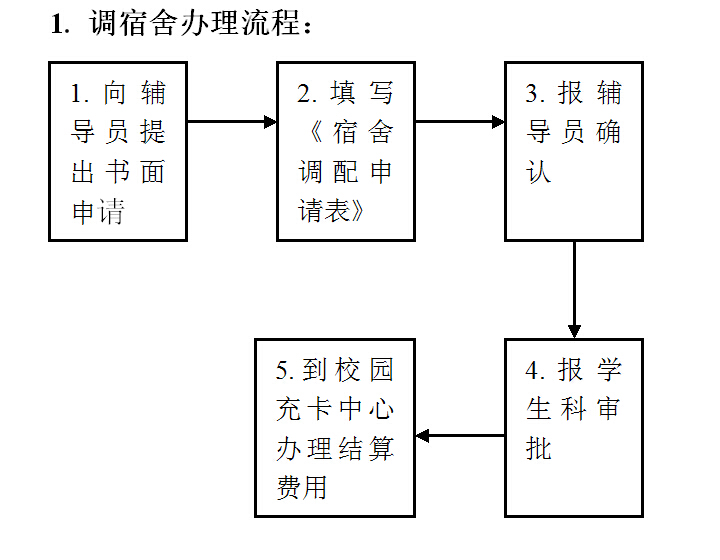 1. 调宿舍办理流程：
1. 向辅
导员提
出书面
申请
2. 填写
《宿舍
调配申
请表》
3. 报辅
导员确
认
4. 报学
生科审
批
5. 到校园
充卡中心
办理结算
费用